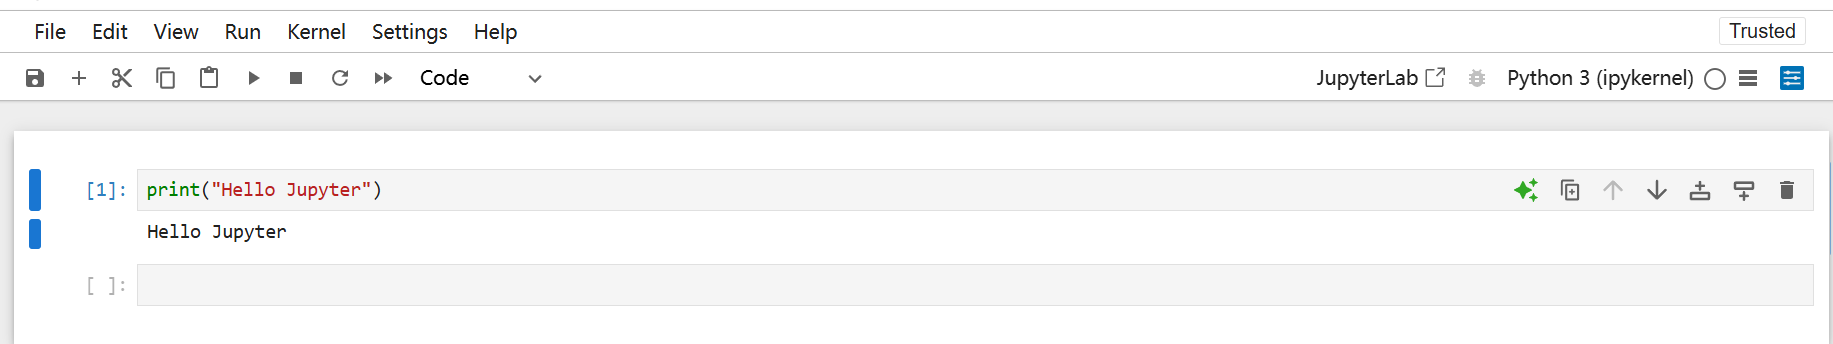 File Edit View Run Kernel Settings Help Trusted
Code JupyterLab Python 3 (ipykernel)
[1]: print("Hello Jupyter")
Hello Jupyter
[ ]: